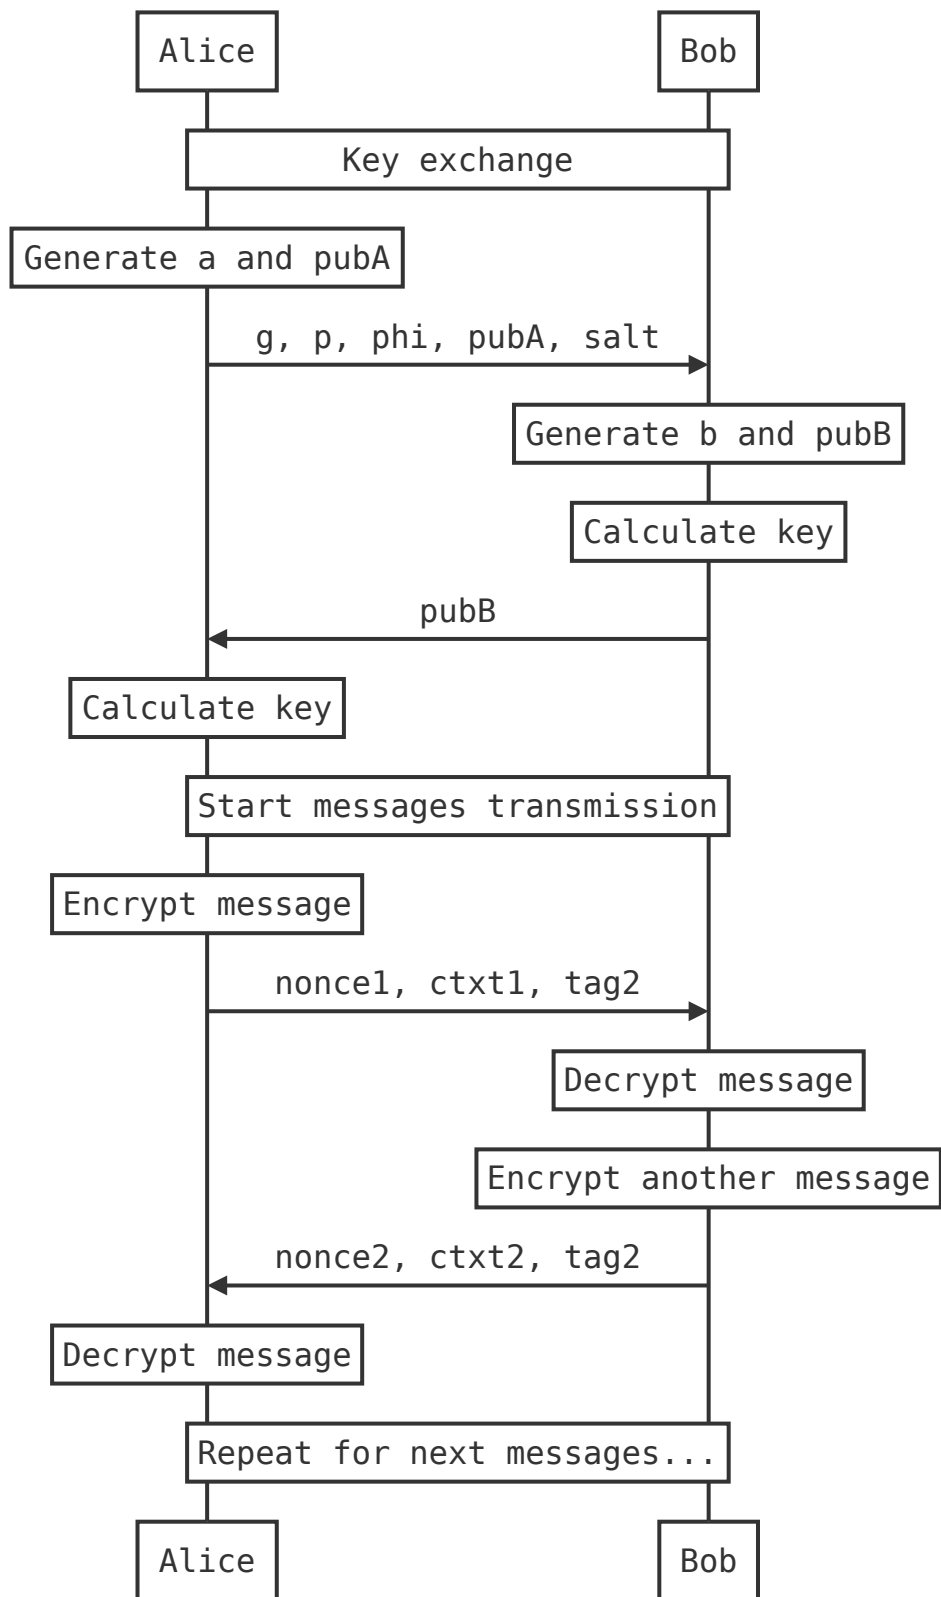 Alice
Bob
Key exchange
Generate a and pubA
g, p, phi, pubA, salt
Generate b and pubB
Calculate key
pubB
Calculate key
Start messages transmission
Encrypt message
nonce1, ctxt1, tag2
Decrypt message
Encrypt another message
nonce2, ctxt2, tag2
Decrypt message
Repeat for next messages...
Alice
Bob